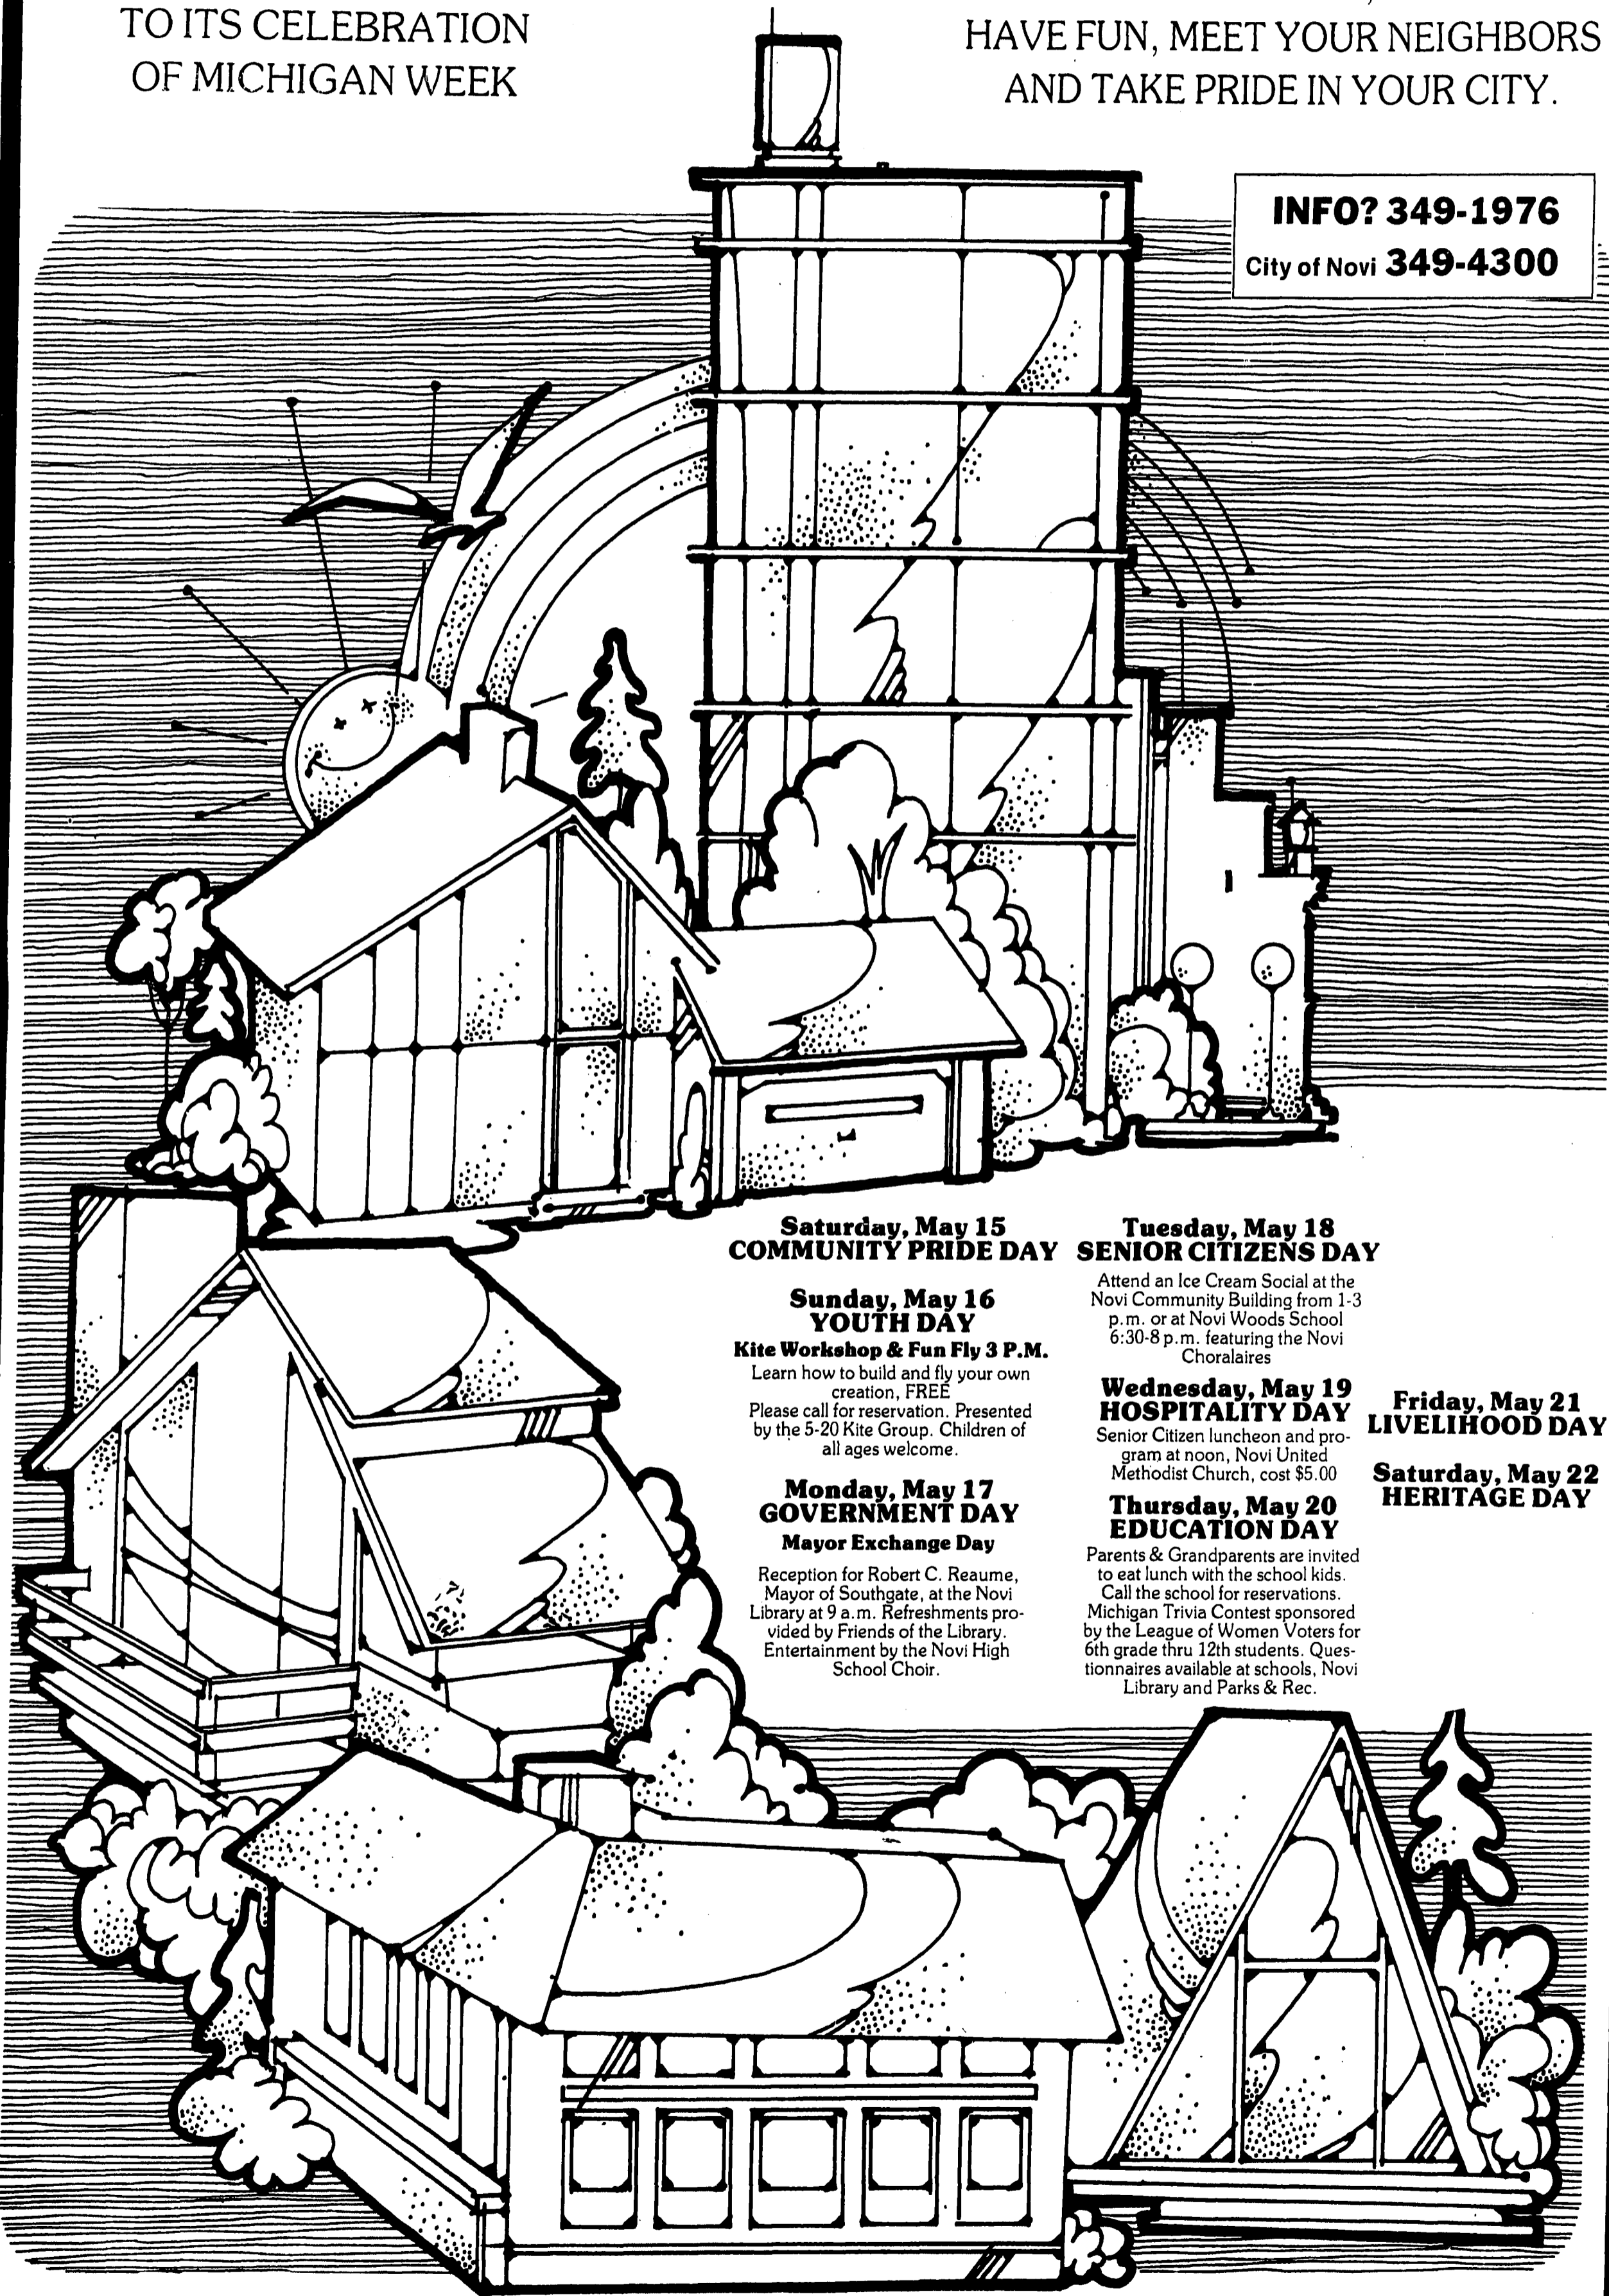 TO ITS CELEBRATION
OF MICHIGAN WEEK
HAVE FUN, MEET YOUR NEIGHBORS
AND TAKE PRIDE IN YOUR CITY.
INFO? 349-1976
City of Novi 349-4300
Saturday, May 15
COMMUNITY PRIDE DAY
Sunday, May 16
YOUTH DAY
Kite Workshop & Fun Fly 3 P.M.
Learn how to build and fly your own
creation, FREE
Please call for reservation. Presented
by the 5-20 Kite Group. Children of
all ages welcome.
Monday, May 17
GOVERNMENT DAY
Mayor Exchange Day
Reception for Robert C. Reaume,
Mayor of Southgate, at the Novi
Library at 9 a.m. Refreshments pro-
vided by Friends of the Library.
Entertainment by the Novi High
School Choir.
Tuesday, May 18
SENIOR CITIZENS DAY
Attend an Ice Cream Social at the
Novi Community Building from 1-3
p.m. or at Novi Woods School
6:30-8 p.m. featuring the Novi
Choralaires
Wednesday, May 19
HOSPITALITY DAY
Senior Citizen luncheon and pro-
gram at noon, Novi United
Methodist Church, cost $5.00
Thursday, May 20
EDUCATION DAY
Parents & Grandparents are invited
to eat lunch with the school kids.
Call the school for reservations.
Michigan Trivia Contest sponsored
by the League of Women Voters for
6th grade thru 12th students. Ques-
tionnaires available at schools, Novi
Library and Parks & Rec.
Friday, May 21
LIVELIHOOD DAY
Saturday, May 22
HERITAGE DAY